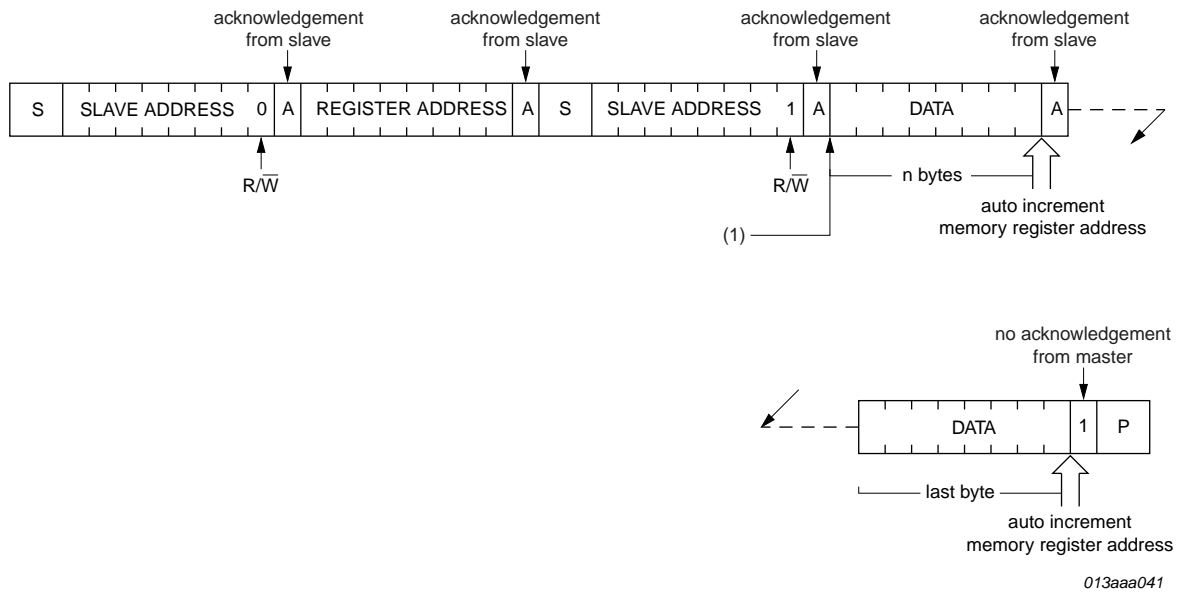 acknowledgement
from slave
acknowledgement
from slave
acknowledgement
from slave
acknowledgement
from slave
S SLAVE ADDRESS 0 A REGISTER ADDRESS A S SLAVE ADDRESS 1 A DATA A
R/W̅
R/W̅
n bytes
auto increment
memory register address
(1)
no acknowledgement
from master
DATA 1 P
last byte
auto increment
memory register address
013aaa041